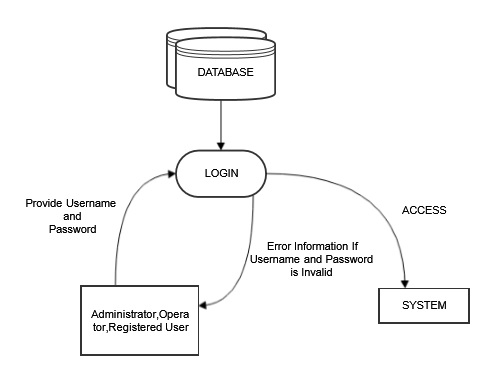 DATABASE
LOGIN
Provide Username
and
Password
ACCESS
Error Information If
Username and Password
is Invalid
Administrator,Opera
tor,Registered User
SYSTEM